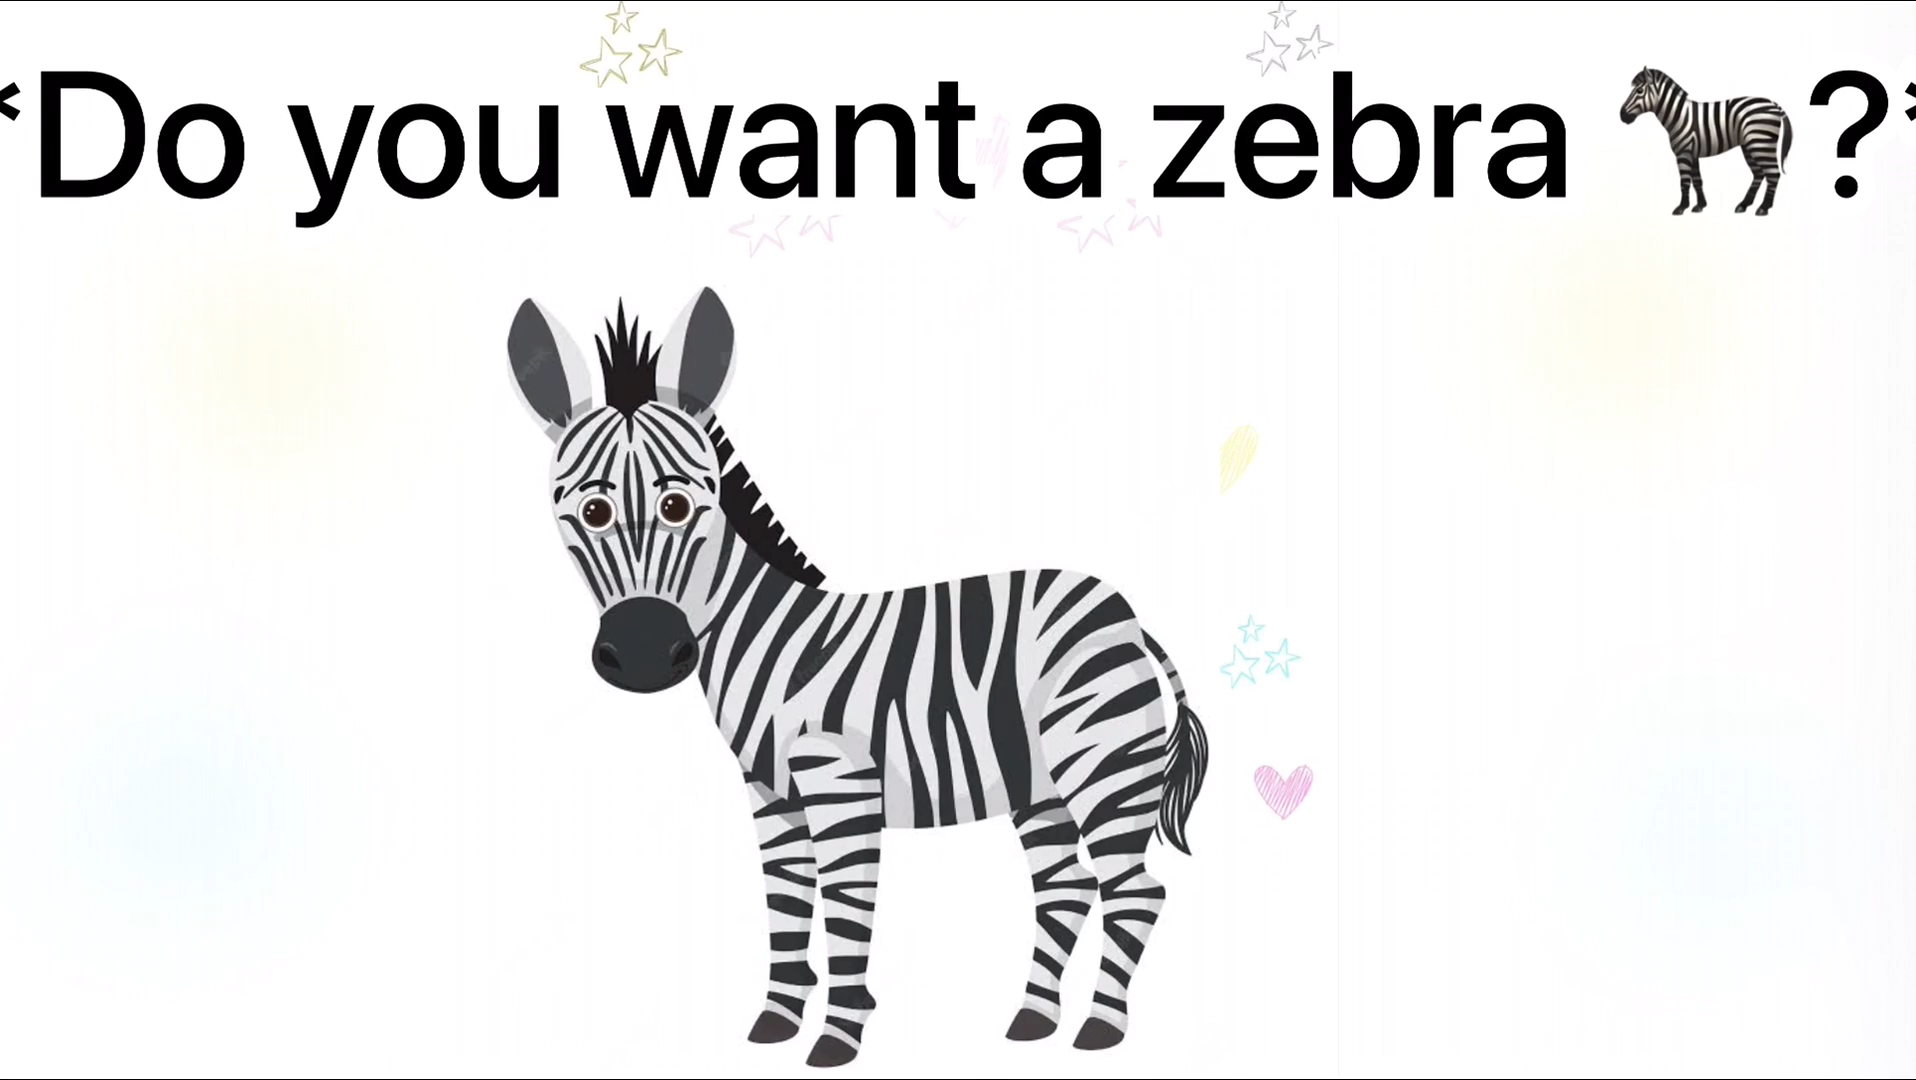 *Do you want a zebra 🦓?*